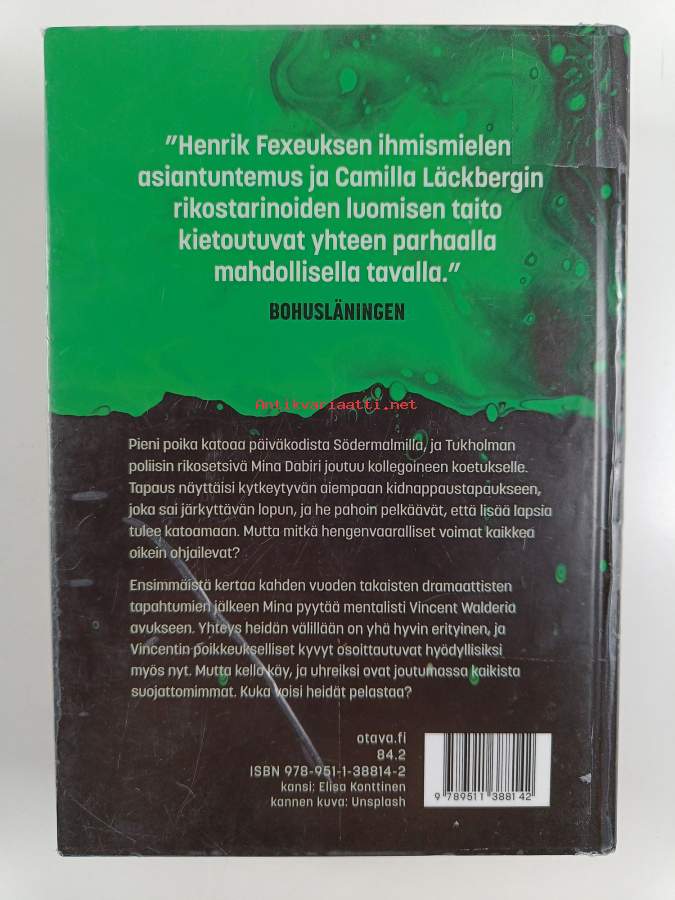 ”Henrik Fexeuksen ihmismielen
asiantuntemus ja Camilla Läckbergin
rikostarinoiden luomisen taito
kietoutuvat yhteen parhaalla
mahdollisella tavalla.”
BOHUSLÄNINGEN
Antikvariaatti.net
Pieni poika katoaa päiväkodista Södermalmilla, ja Tukholman
poliisin rikosetsivä Mina Dabiri joutuu kollegoineen koetukselle.
Tapaus näyttäisi kytkeytyvän aiempaan kidnappaustapaukseen,
joka sai järkyttävän lopun, ja he pahoin pelkäävät, että lisää lapsia
tulee katoamaan. Mutta mitkä hengenvaaralliset voimat kaikkea
oikein ohjailevat?
Ensimmäistä kertaa kahden vuoden takaisten dramaattisten
tapahtumien jälkeen Mina pyytää mentalisti Vincent Walderia
avukseen. Yhteys heidän välillään on yhä hyvin erityinen, ja
Vincentin poikkeukselliset kyvyt osoittautuvat hyödyllisiksi
myös nyt. Mutta kello käy, ja uhreiksi ovat joutumassa kaikista
suojattomimmat. Kuka voisi heidät pelastaa?
otava.fi
84.2
ISBN 978-951-1-38814-2
kansi: Elisa Konttinen
kannen kuva: Unsplash
9 789511 388142